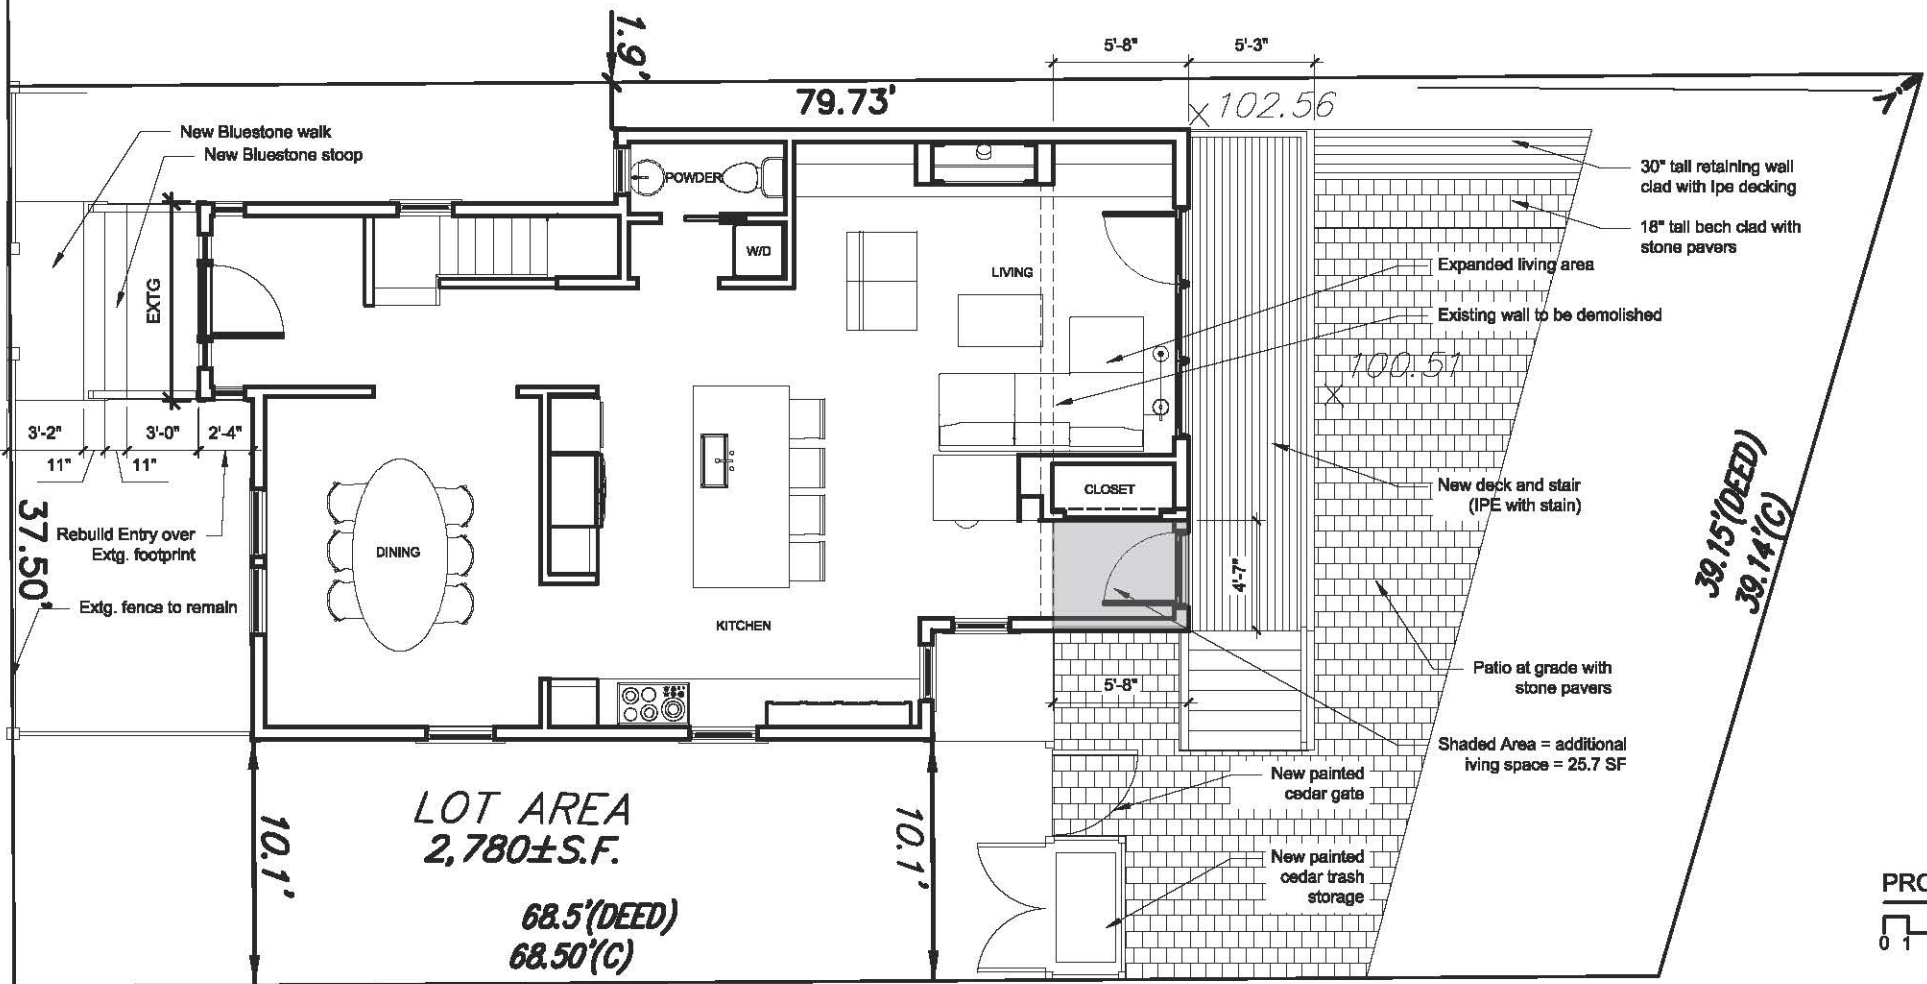 1.9'
5'-8"
5'-3"
79.73'
102.56
New Bluestone walk
New Bluestone stoop
POWDER
30" tall retaining wall
clad with Ipe decking
18" tall bech clad with
stone pavers
W/D
LIVING
Expanded living area
EXTG
Existing wall to be demolished
100.51
3'-2"
3'-0"
2'-4"
11"
11"
CLOSET
New deck and stair
(IPE with stain)
39.15'(DEED)
39.14'(C)
37.50'
Rebuild Entry over
Extg. footprint
DINING
4'-7"
Extg. fence to remain
KITCHEN
Patio at grade with
stone pavers
5'-8"
Shaded Area = additional
iving space = 25.7 SF
New painted
cedar gate
LOT AREA
2,780±S.F.
10.1'
10.1'
New painted
cedar trash
storage
68.5'(DEED)
68.50'(C)
PRO
0 1